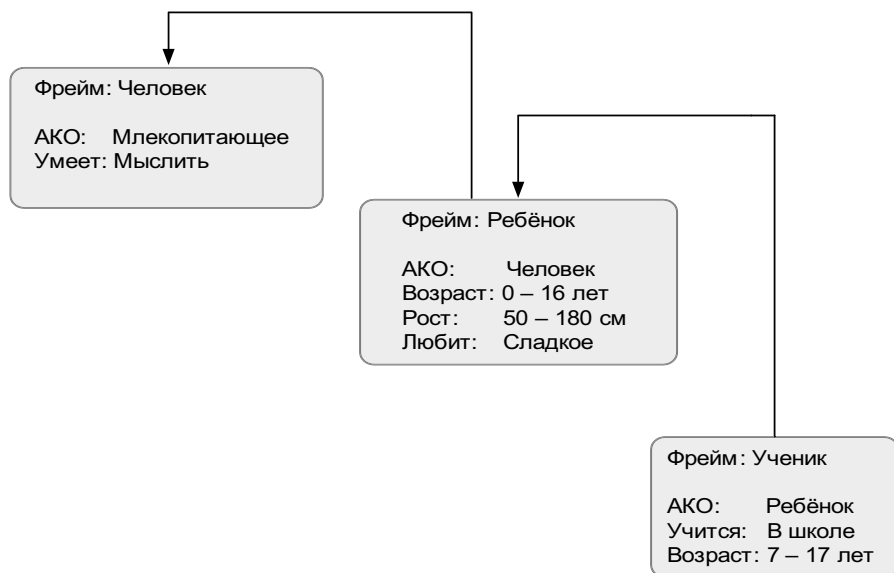 Фрейм: Человек
АКО: Млекопитающее
Умеет: Мыслить
Фрейм: Ребёнок
АКО: Человек
Возраст: 0 – 16 лет
Рост: 50 – 180 см
Любит: Сладкое
Фрейм: Ученик
АКО: Ребёнок
Учится: В школе
Возраст: 7 – 17 лет